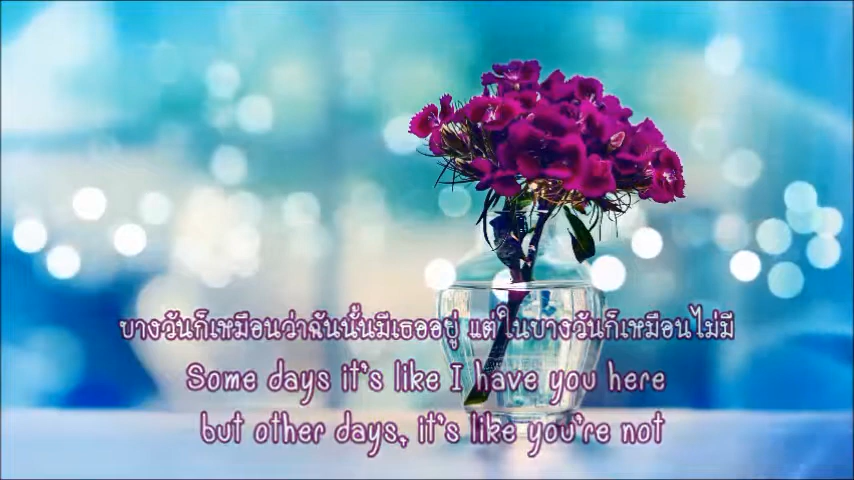 บางวันก็เหมือนว่าฉันนั้นมีเธออยู่ แต่ในบางวันก็เหมือนไม่มี
Some days it's like I have you here
but other days, it's like you're not